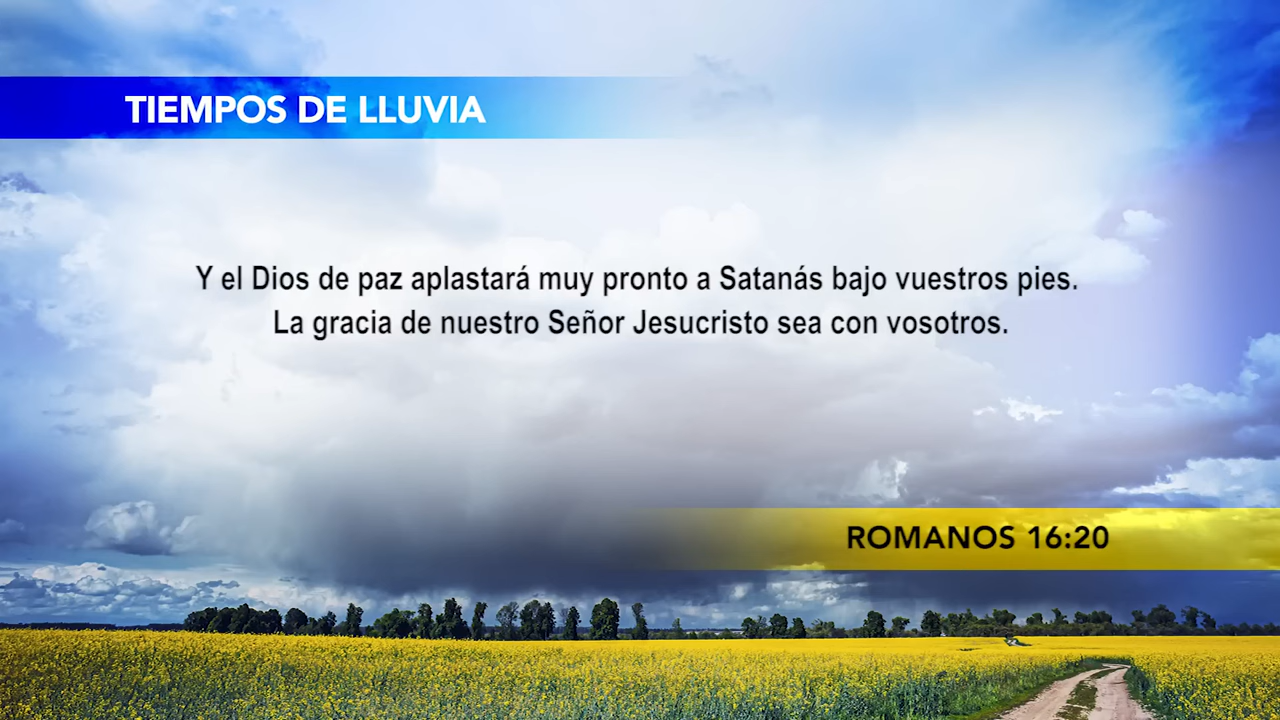 TIEMPOS DE LLUVIA
Y el Dios de paz aplastará muy pronto a Satanás bajo vuestros pies.
La gracia de nuestro Señor Jesucristo sea con vosotros.
ROMANOS 16:20